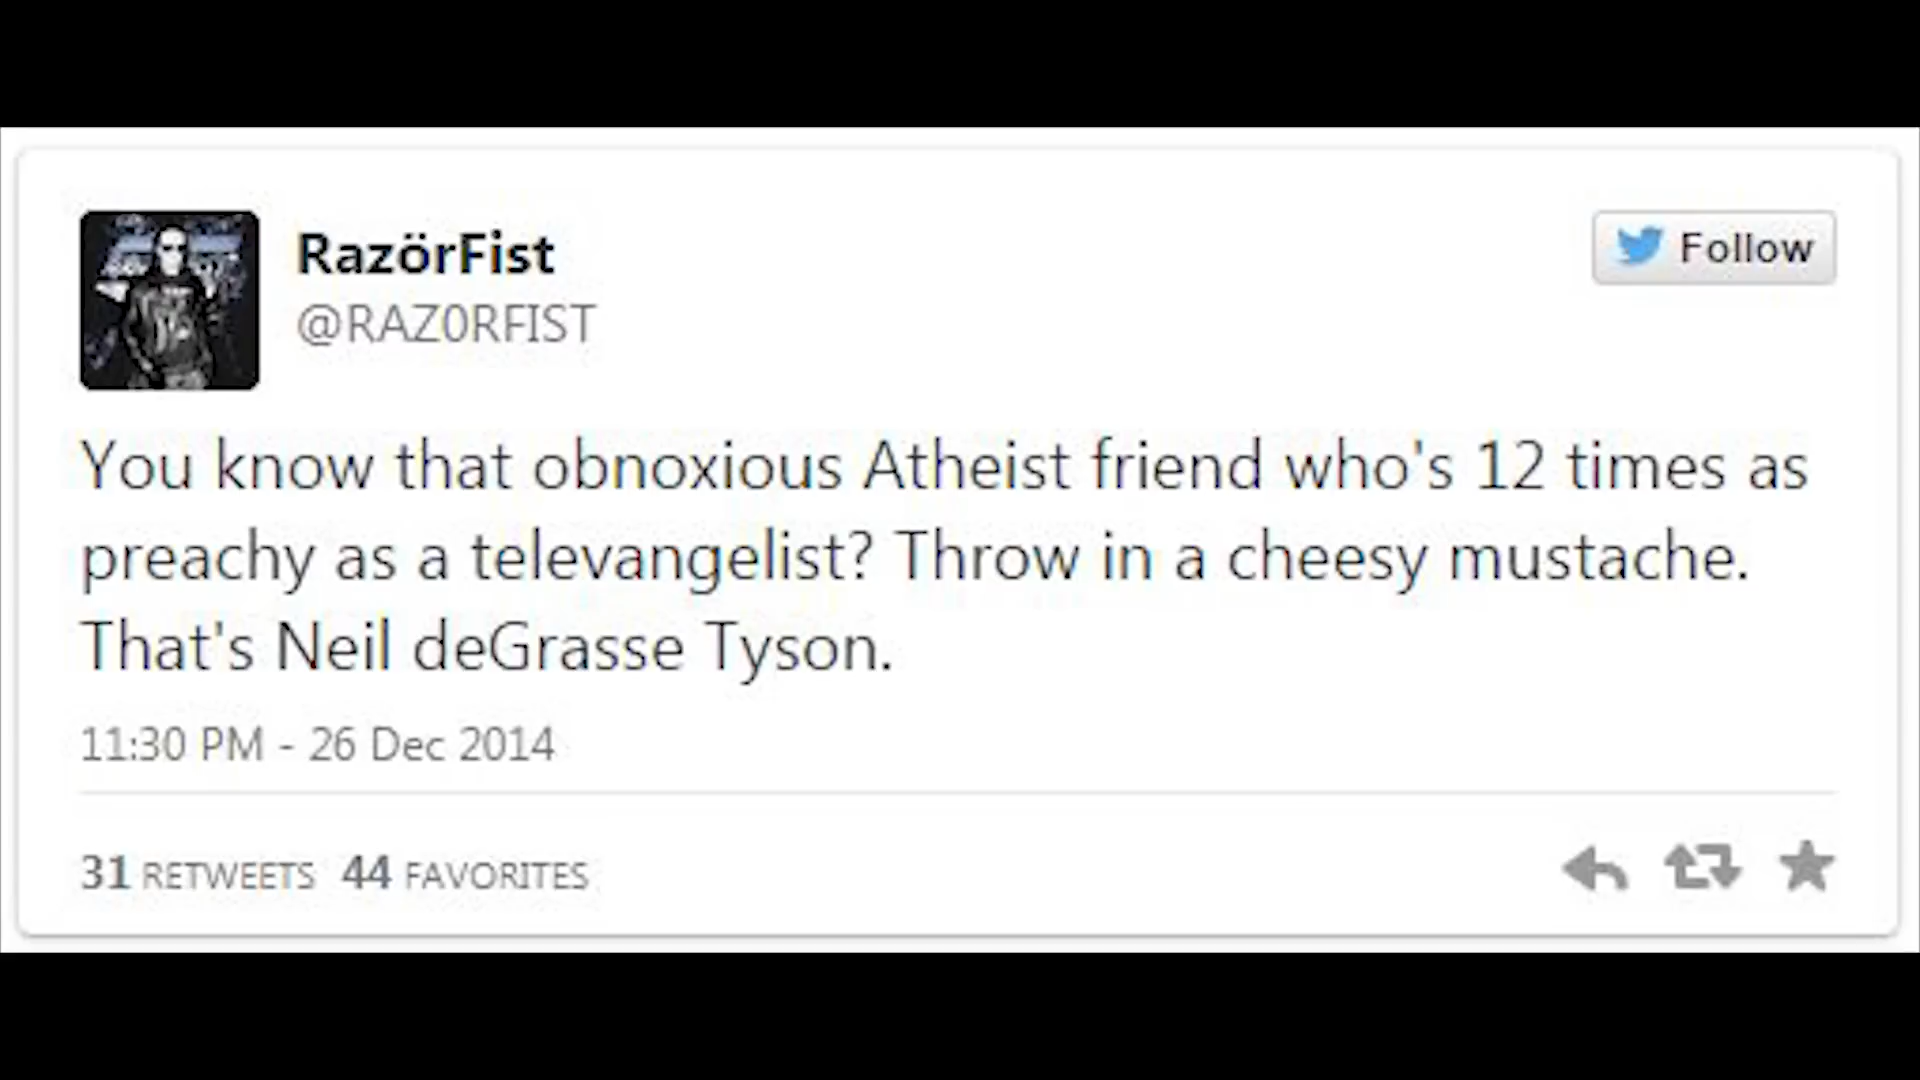 RazörFist
Follow
@RAZ0RFIST
You know that obnoxious Atheist friend who's 12 times as
preachy as a televangelist? Throw in a cheesy mustache.
That's Neil deGrasse Tyson.
11:30 PM - 26 Dec 2014
31 RETWEETS 44 FAVORITES